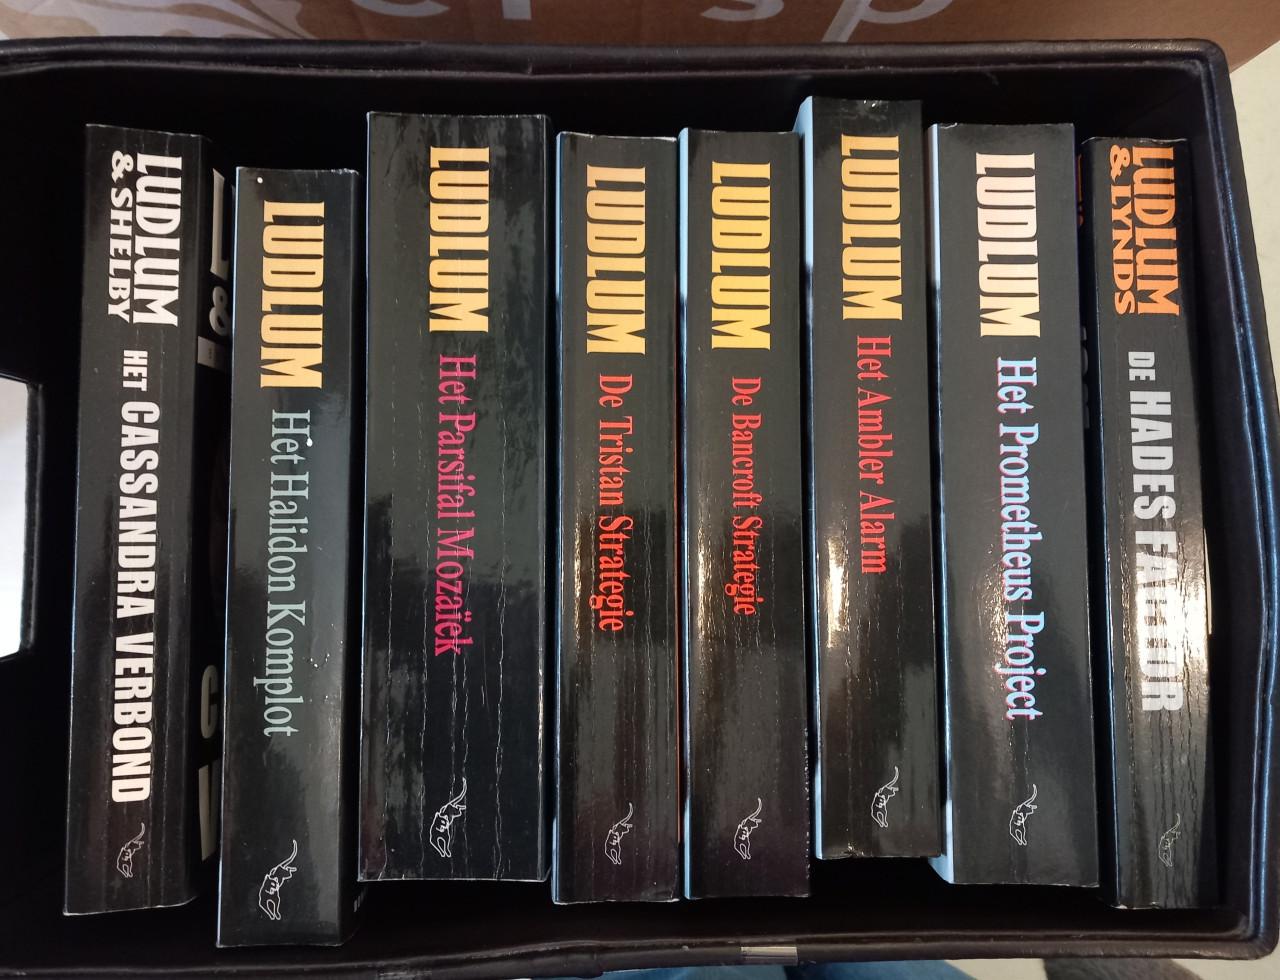 LUDLUM
& SHELBY
HET CASSANDRA VERBOND
LUDLUM
Het Halidon Komplot
LUDLUM
Het Parsifal Mozaïek
LUDLUM
De Tristan Strategie
LUDLUM
De Bancroft Strategie
LUDLUM
Het Ambler Alarm
LUDLUM
Het Prometheus Project
LUDLUM
& LYNDS
DE HADES FACTOR